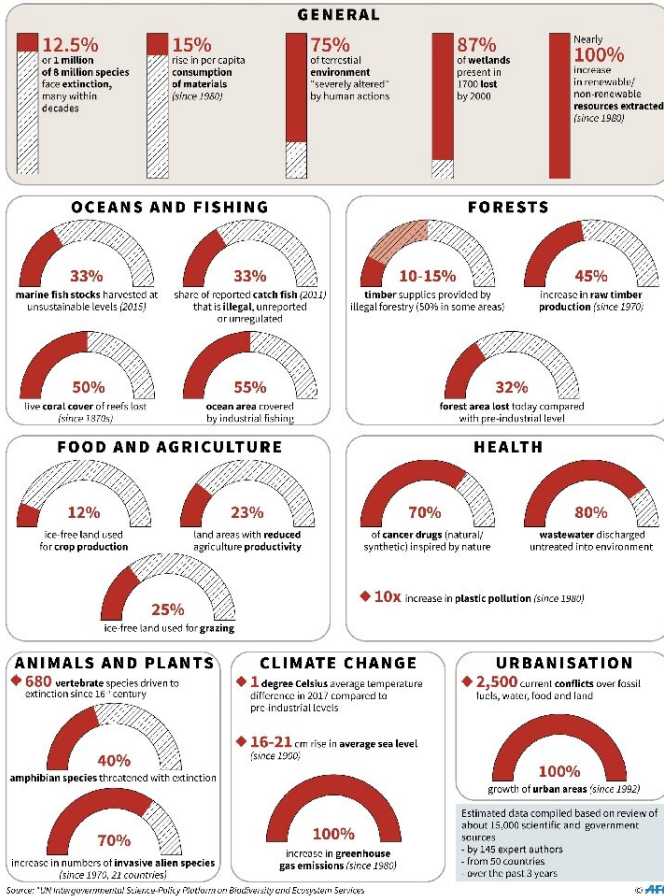 GENERAL
12.5%
or 1 million
of 8 million species
face extinction,
many within
decades
15%
rise in per capita
consumption
of materials
(since 1980)
75%
of terrestial
environment
"severely altered"
by human actions
87%
of wetlands
present in
1700 lost
by 2000
Nearly
100%
increase
in renewable/
non-renewable
resources extracted
(since 1980)
OCEANS AND FISHING
33%
marine fish stocks harvested at
unsustainable levels (2015)
33%
share of reported catch fish (2011)
that is illegal, unreported
or unregulated
50%
live coral cover of reefs lost
(since 1870s)
55%
ocean area covered
by industrial fishing
FORESTS
10-15%
timber supplies provided by
illegal forestry (50% in some areas)
45%
increase in raw timber
production (since 1970)
32%
forest area lost today compared
with pre-industrial level
FOOD AND AGRICULTURE
12%
ice-free land used
for crop production
23%
land areas with reduced
agriculture productivity
25%
ice-free land used for grazing
HEALTH
70%
of cancer drugs (natural/
synthetic) inspired by nature
80%
wastewater discharged
untreated into environment
10x increase in plastic pollution (since 1980)
ANIMALS AND PLANTS
680 vertebrate species driven to
extinction since 16 century
40%
amphibian species threatened with extinction
70%
increase in numbers of invasive alien species
(since 1970, 21 countries)
CLIMATE CHANGE
1 degree Celsius average temperature
difference in 2017 compared to
pre-industrial levels
16-21 cm rise in average sea level
(since 1900)
100%
increase in greenhouse
gas emissions (since 1980)
URBANISATION
2,500 current conflicts over fossil
fuels, water, food and land
100%
growth of urban areas (since 1992)
Estimated data compiled based on review of
about 15,000 scientific and government
sources
- by 145 expert authors
- from 50 countries
- over the past 3 years
Source: *UN Intergovernmental Science-Policy Platform on Biodiversity and Ecosystem Services
© AFP